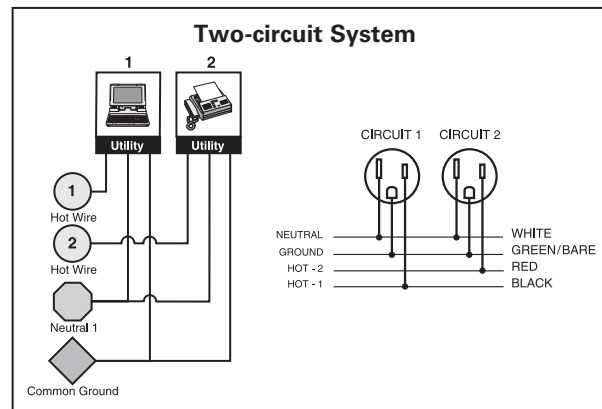 Two-circuit System
1
2
Utility
Utility
1
Hot Wire
2
Hot Wire
Neutral 1
Common Ground
CIRCUIT 1
CIRCUIT 2
NEUTRAL
WHITE
GROUND
GREEN/BARE
HOT - 2
RED
HOT - 1
BLACK